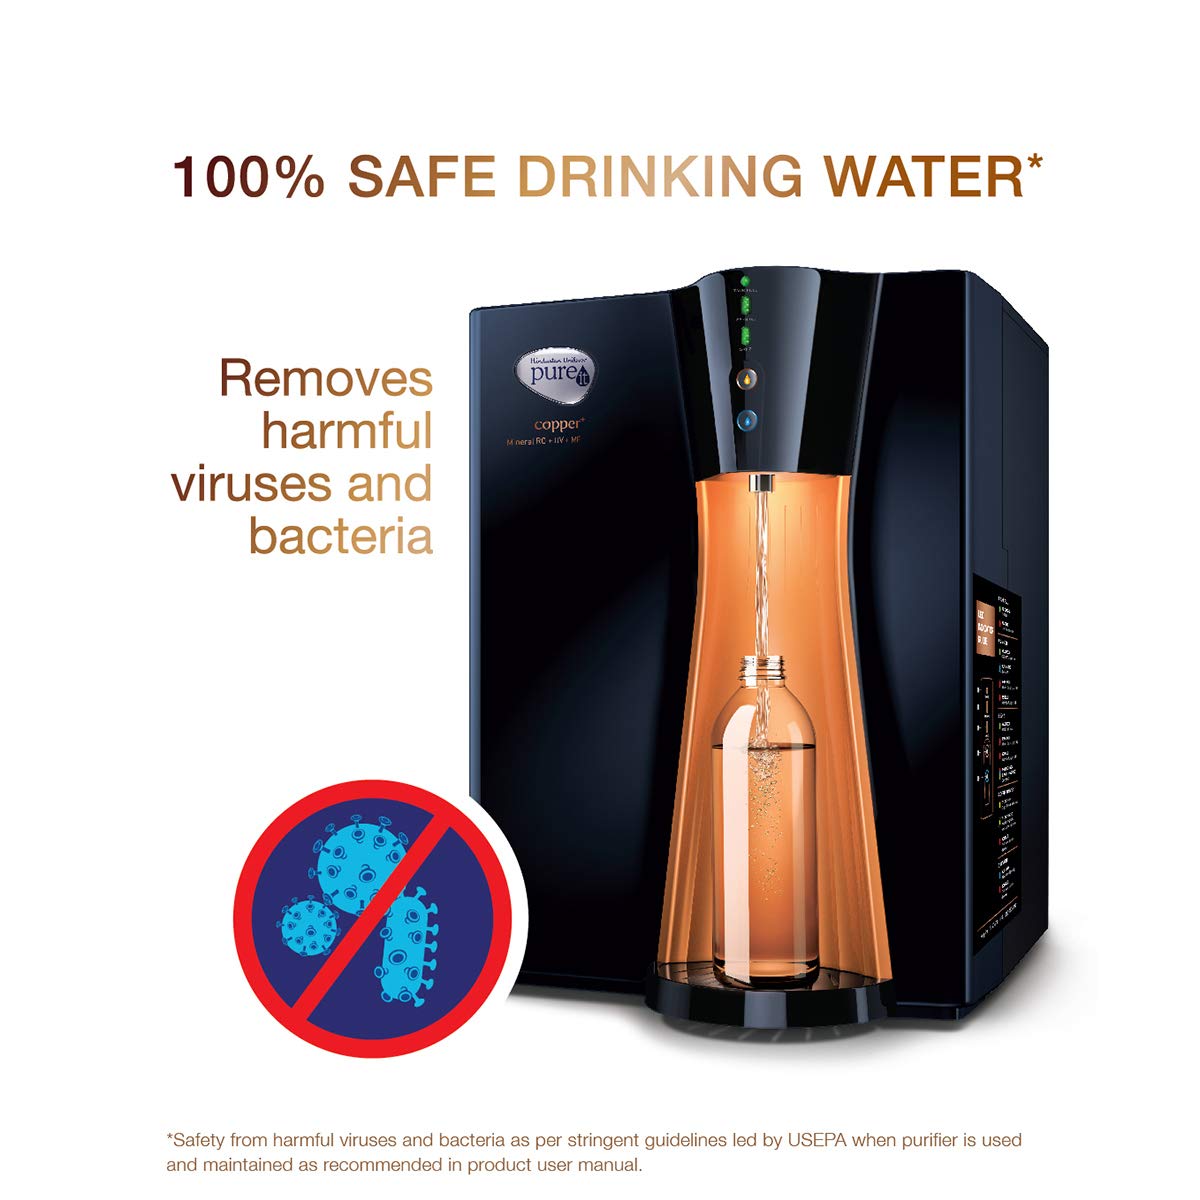 100% SAFE DRINKING WATER*
Removes
harmful
viruses and
bacteria
Hindustan Unilever
pure it
copper+
Mineral RO + UV + MF
*Safety from harmful viruses and bacteria as per stringent guidelines led by USEPA when purifier is used
and maintained as recommended in product user manual.